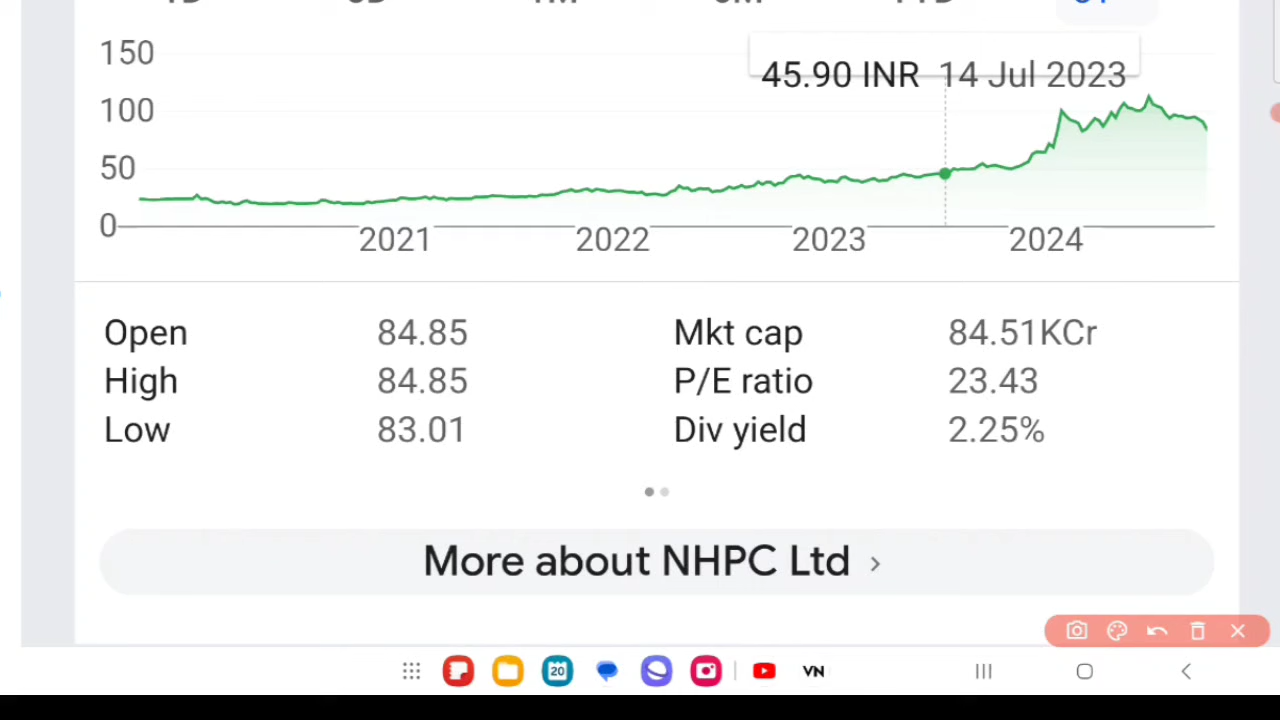 45.90 INR 14 Jul 2023
150
100
50
0
2021 2022 2023 2024
Open 84.85 Mkt cap 84.51KCr
High 84.85 P/E ratio 23.43
Low 83.01 Div yield 2.25%
More about NHPC Ltd ›
20
VN